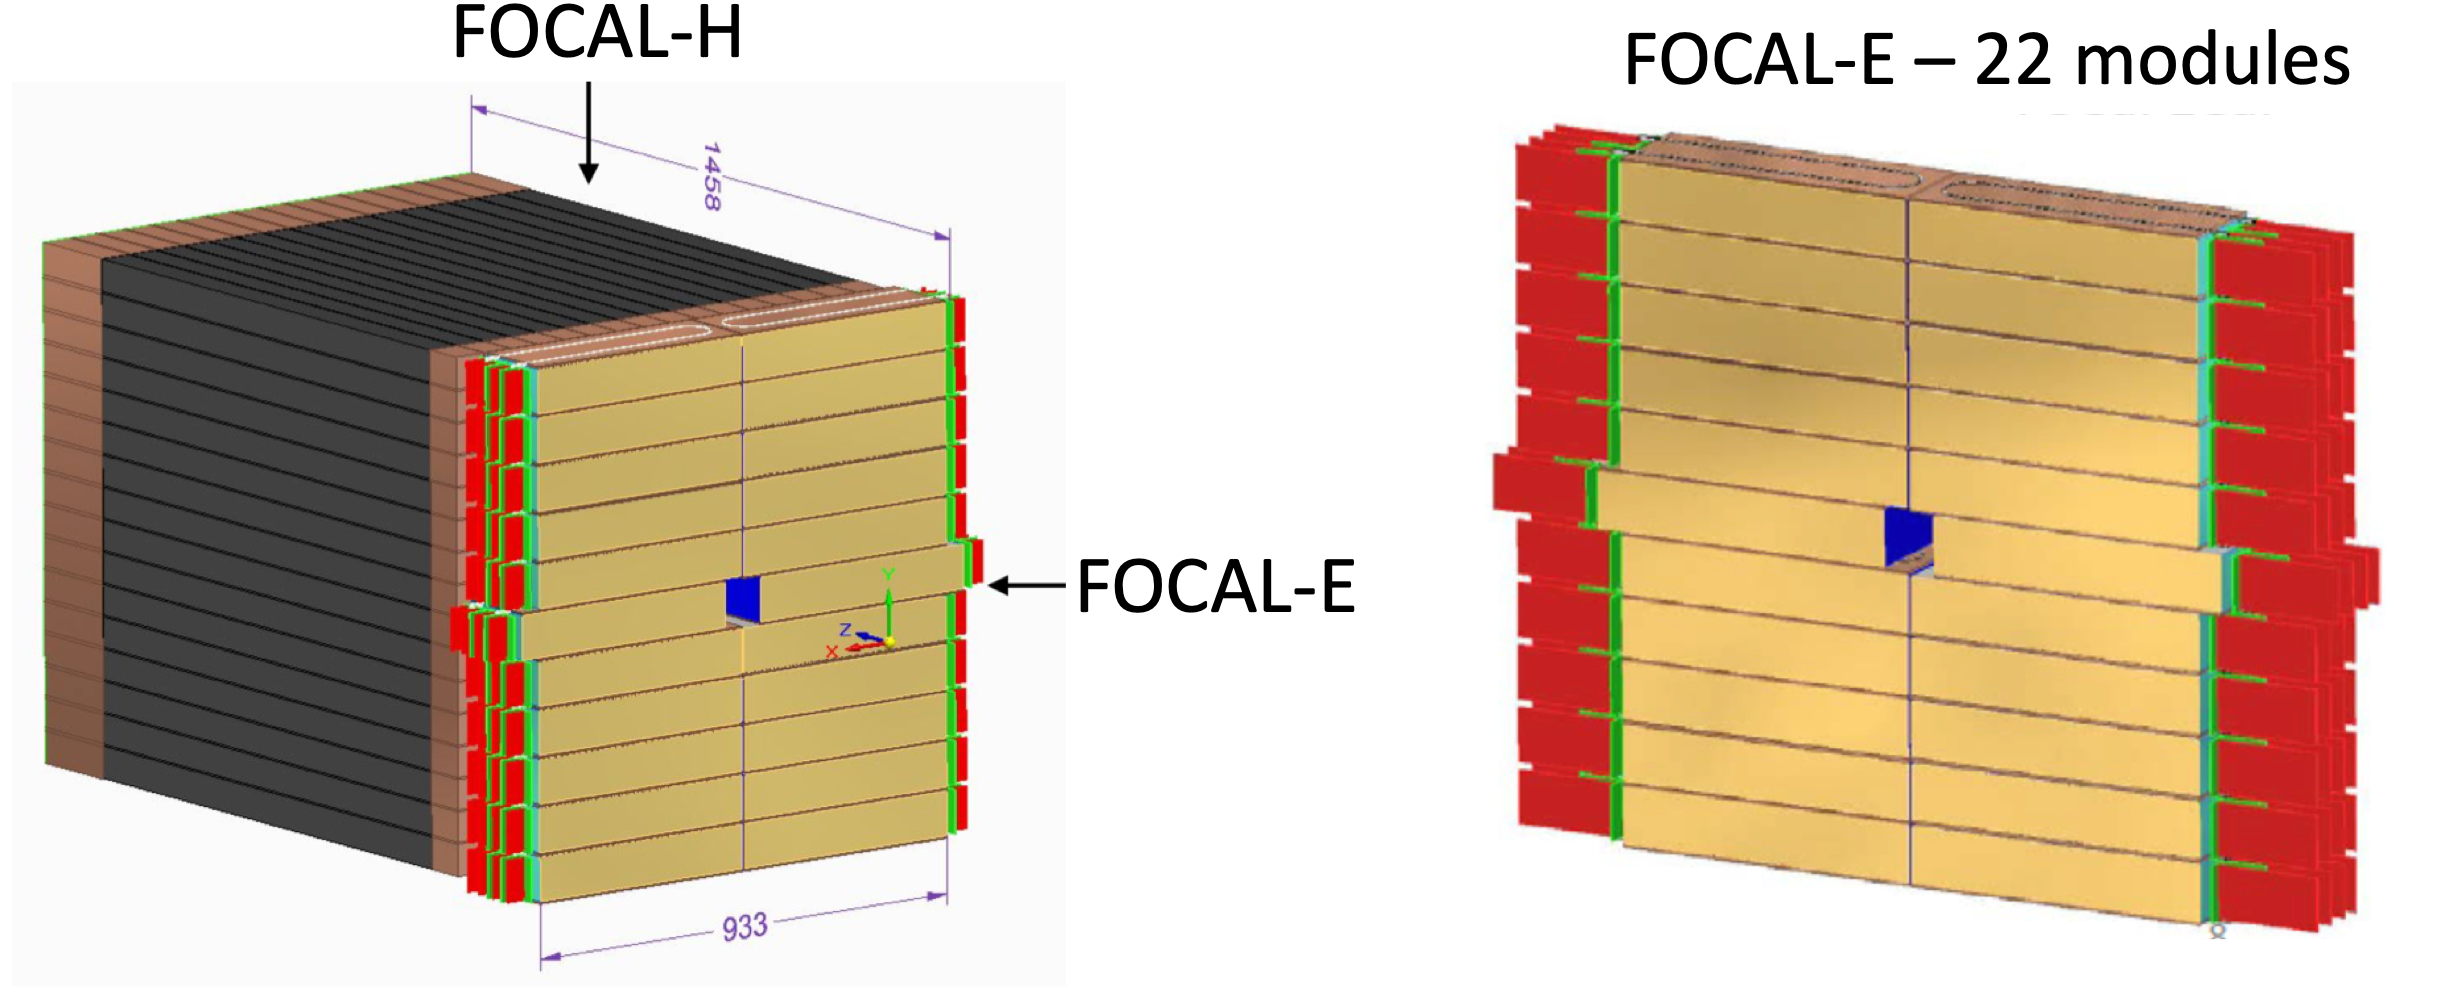 FOCAL-H
FOCAL-E – 22 modules
1458
FOCAL-E
Y
Z
X
933